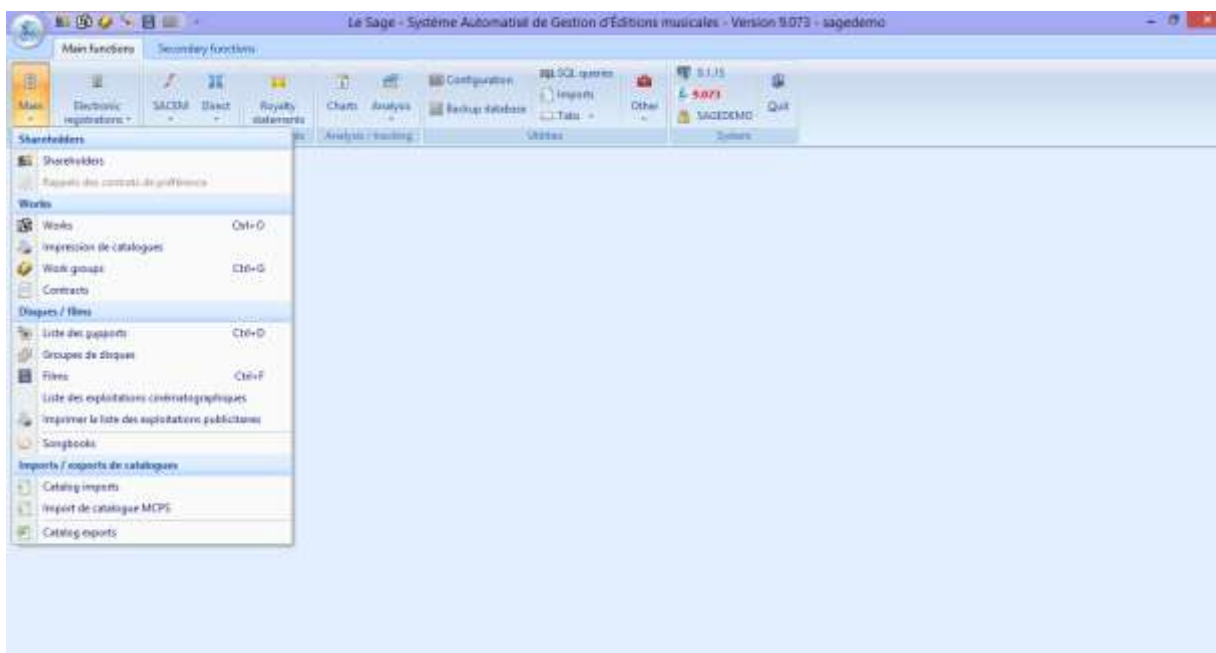 Le Sage - Système Automatisé de Gestion d'Éditions musicales - Version 9.073 - sagedemo
Main functions Secondary functions
Main Electronic registrations SACEM Direct Royalty statements Charts Analysis Configuration Backup database SQL queries Imports Tabs Other 9.1.15 9.073 SAGEDEMO Quit
Analysis / tracking Utilities System
Shareholders
Shareholders
Rappels des contrats de préférence
Works
Works Ctrl+O
Impression de catalogues
Work groups Ctrl+G
Contracts
Disques / films
Liste des supports Ctrl+D
Groupes de disques
Films Ctrl+F
Liste des exploitations cinématographiques
Imprimer la liste des exploitations publicitaires
Songbooks
Imports / exports de catalogues
Catalog imports
Import de catalogue MCPS
Catalog exports